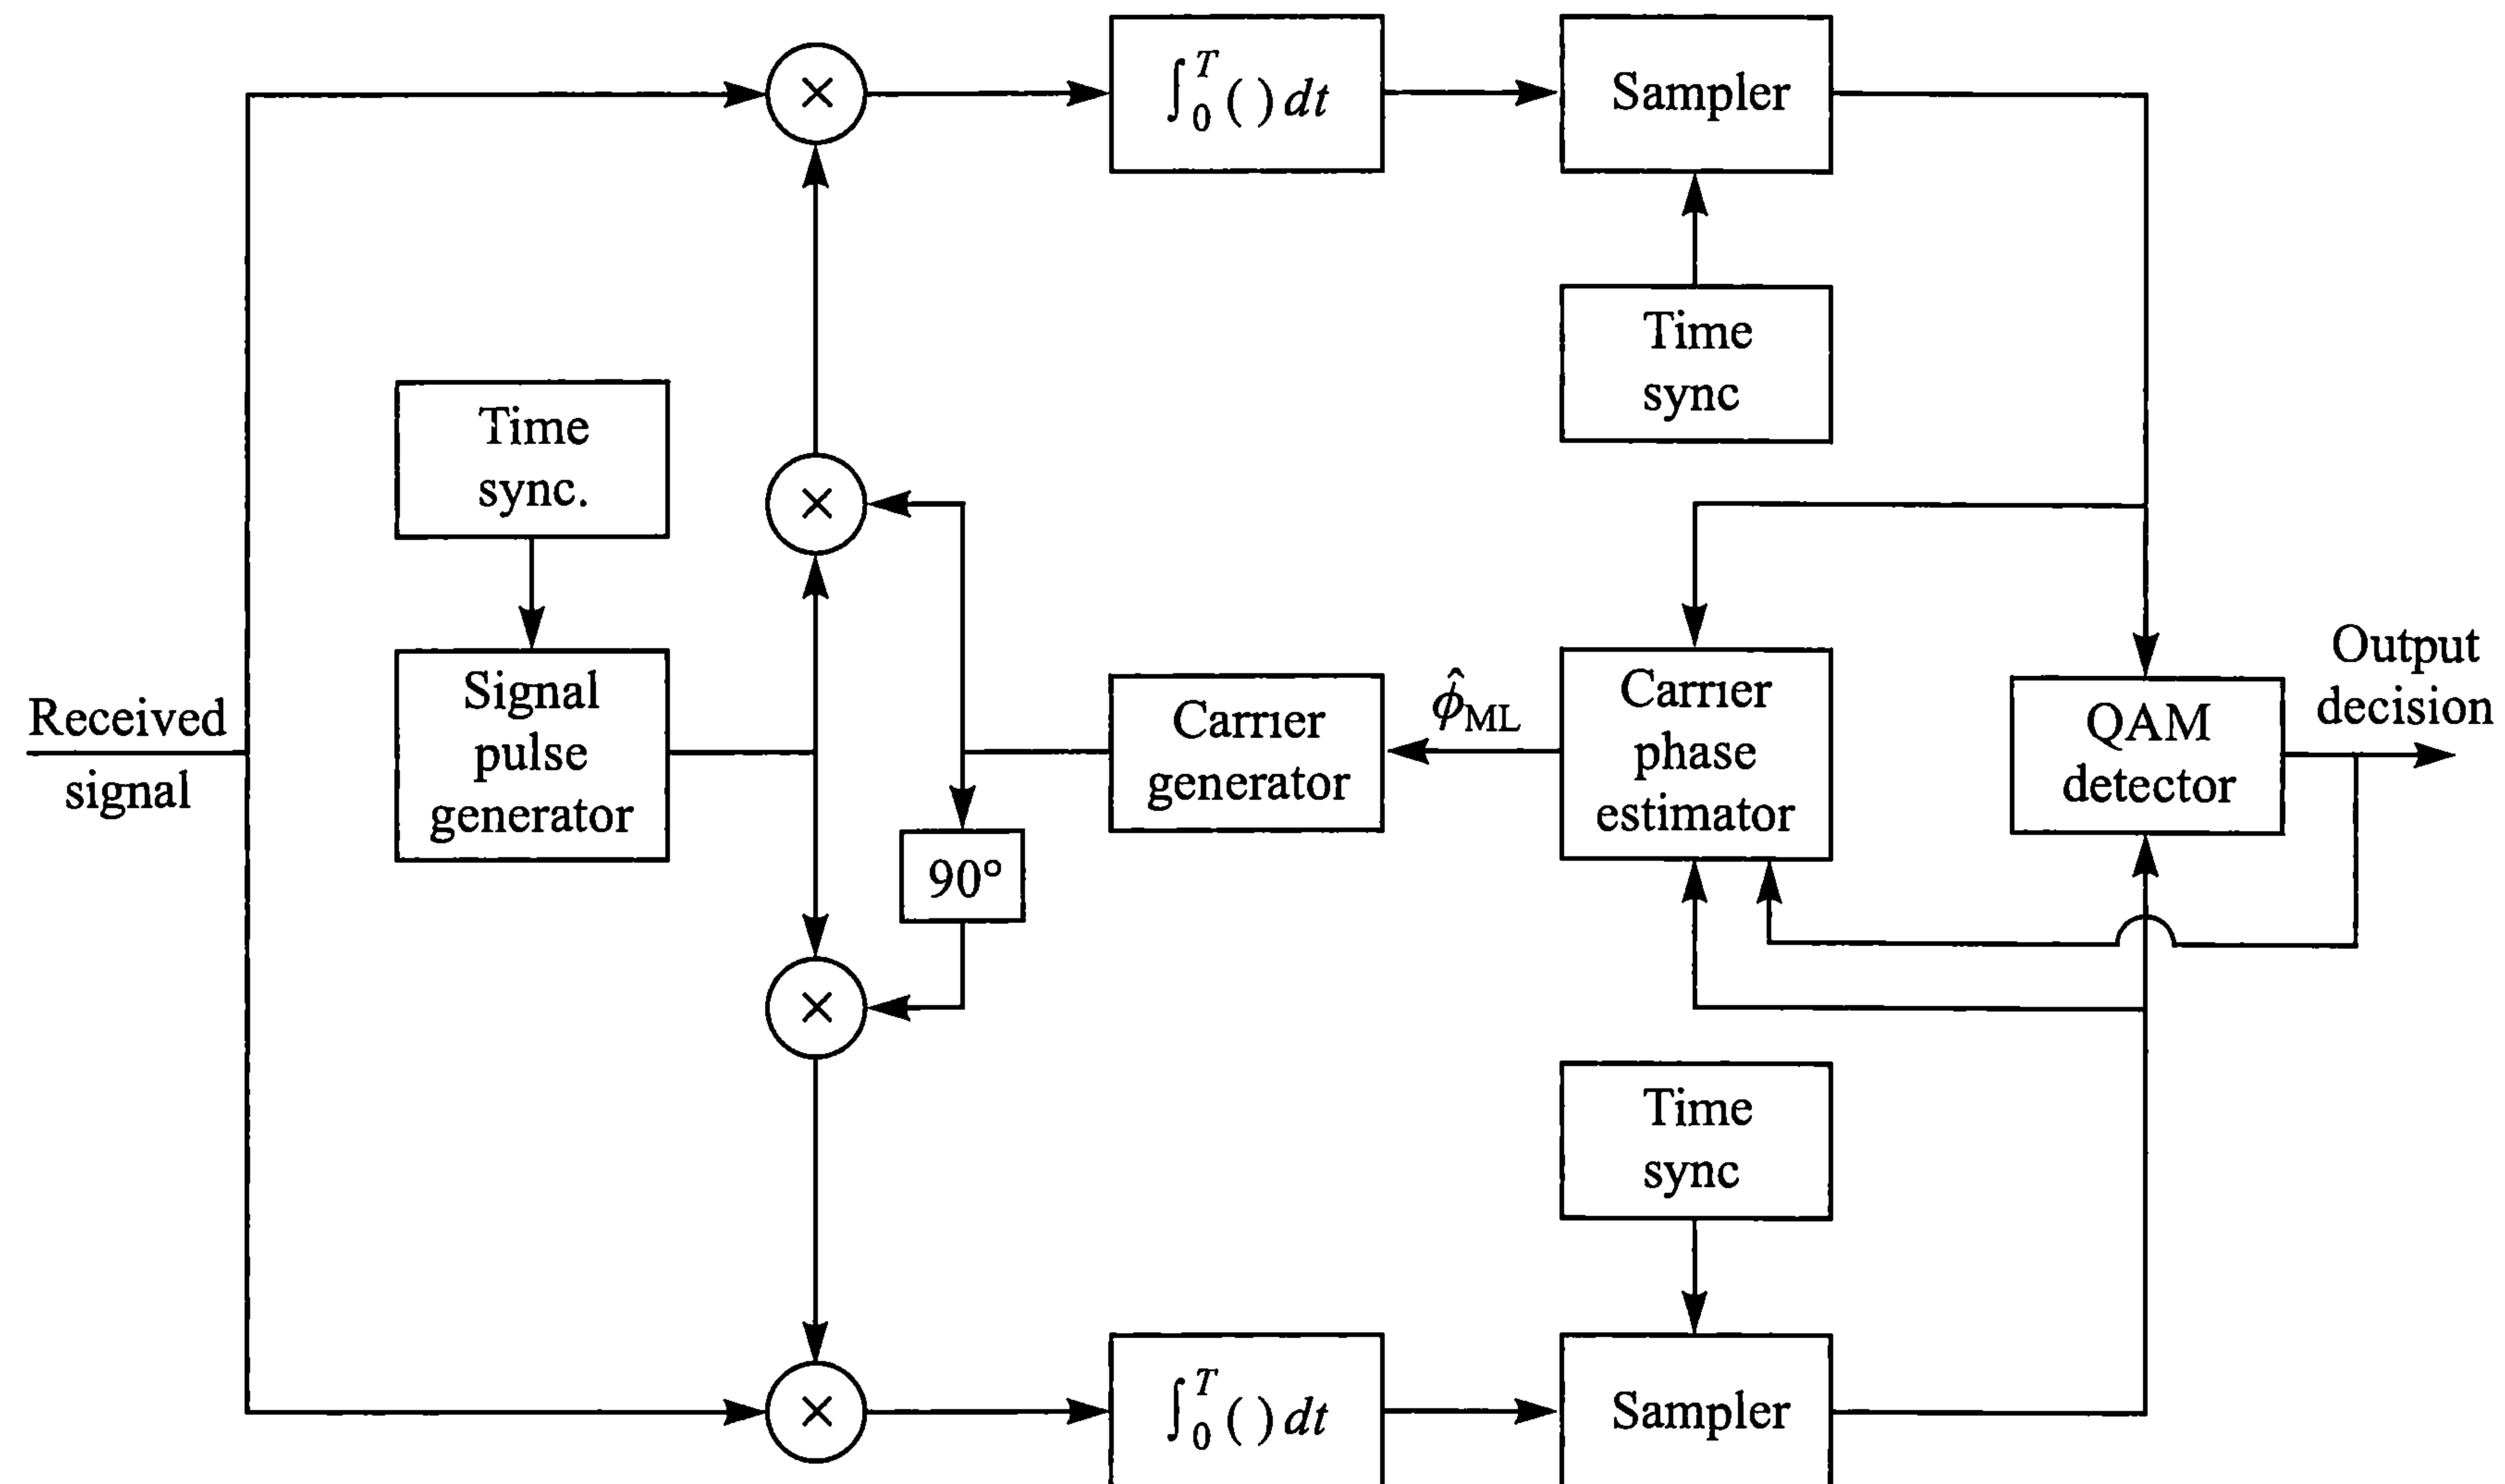 ∫₀ᵀ ( ) dt
Sampler
Time
sync
Time
sync.
Received
signal
Signal
pulse
generator
90°
Carrier
generator
ϕ̂ML
Carrier
phase
estimator
QAM
detector
Output
decision
Time
sync
∫₀ᵀ ( ) dt
Sampler